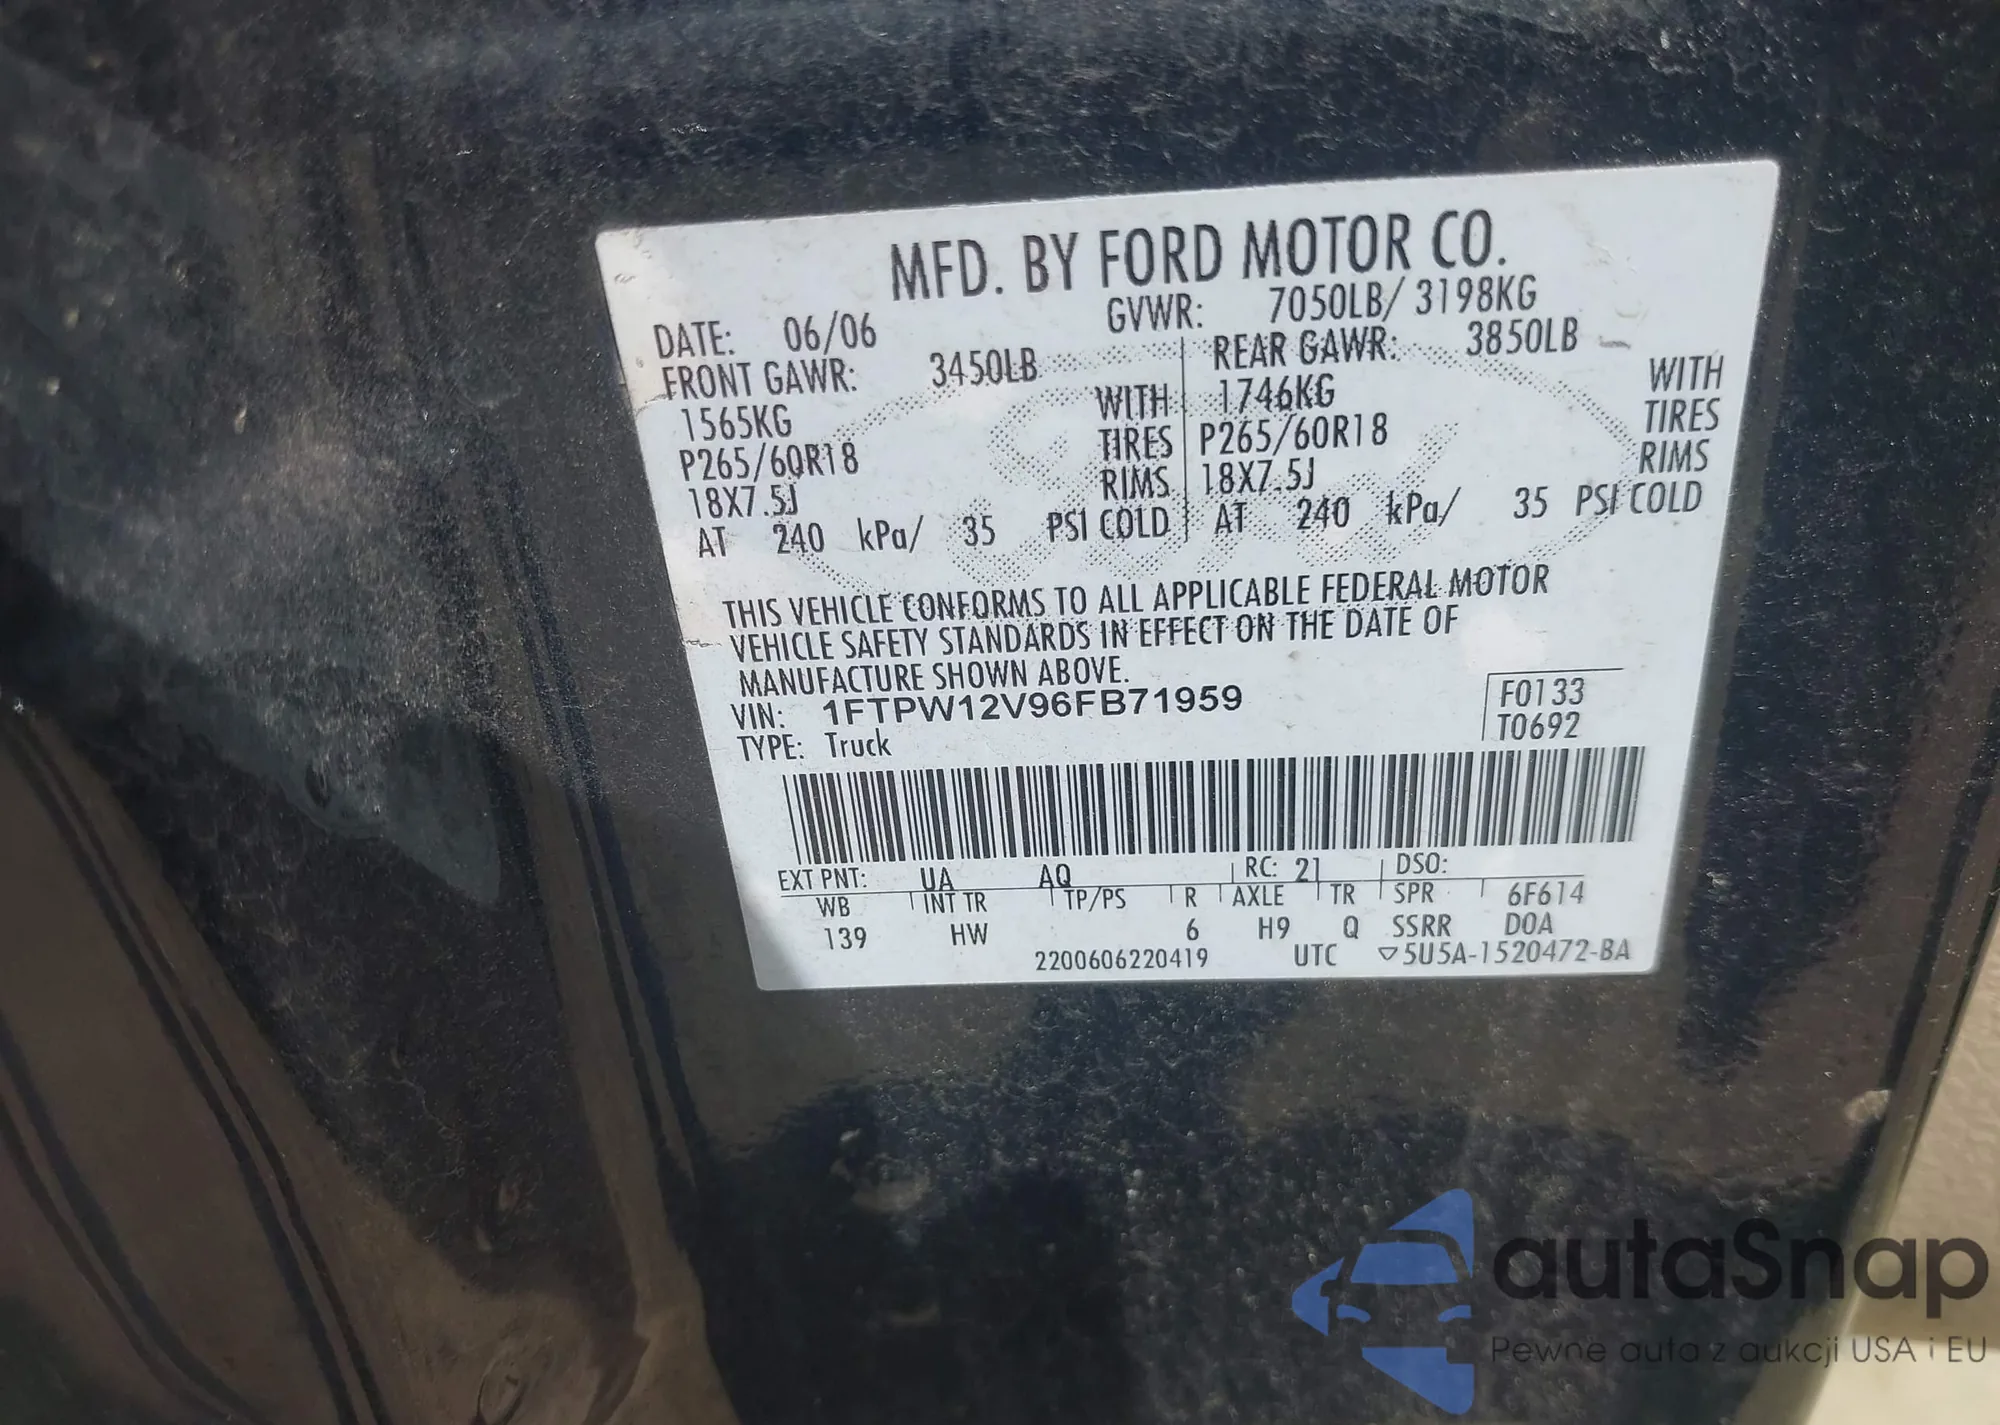 MFD. BY FORD MOTOR CO.
DATE: 06/06 GVWR: 7050LB/ 3198KG
FRONT GAWR: 3450LB REAR GAWR: 3850LB
1565KG WITH 1746KG WITH
P265/60R18 TIRES P265/60R18 TIRES
18X7.5J RIMS 18X7.5J RIMS
AT 240 kPa/ 35 PSI COLD AT 240 kPa/ 35 PSI COLD
THIS VEHICLE CONFORMS TO ALL APPLICABLE FEDERAL MOTOR
VEHICLE SAFETY STANDARDS IN EFFECT ON THE DATE OF
MANUFACTURE SHOWN ABOVE.
VIN: 1FTPW12V96FB71959 F0133
TYPE: Truck T0692
EXT PNT: UA AQ RC: 21 DSO:
WB INT TR TP/PS R AXLE TR SPR 6F614
139 HW 6 H9 Q SSRR DOA
2200606220419 UTC ▽5U5A-1520472-BA
autaSnap
Pewne auta z aukcji USA i EU